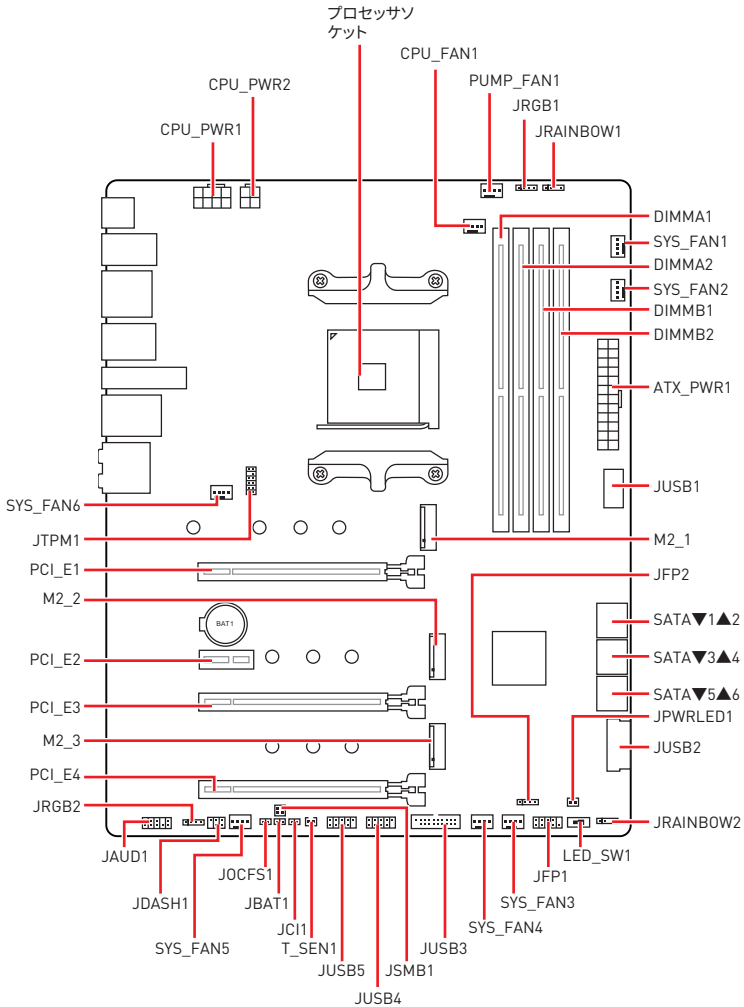 プロセッサソ
ケット
CPU_FAN1
PUMP_FAN1
CPU_PWR2
JRGB1
CPU_PWR1
JRAINBOW1
DIMMA1
SYS_FAN1
DIMMA2
SYS_FAN2
DIMMB1
DIMMB2
ATX_PWR1
JUSB1
SYS_FAN6
JTPM1
M2_1
PCI_E1
JFP2
M2_2
BAT1
SATA▼1▲2
PCI_E2
SATA▼3▲4
SATA▼5▲6
PCI_E3
JPWRLED1
M2_3
JUSB2
PCI_E4
JRGB2
JRAINBOW2
JAUD1
JOCFS1
LED_SW1
JDASH1
JBAT1
JFP1
JCI1
SYS_FAN3
SYS_FAN5
T_SEN1
JUSB3
SYS_FAN4
JUSB5
JSMB1
JUSB4